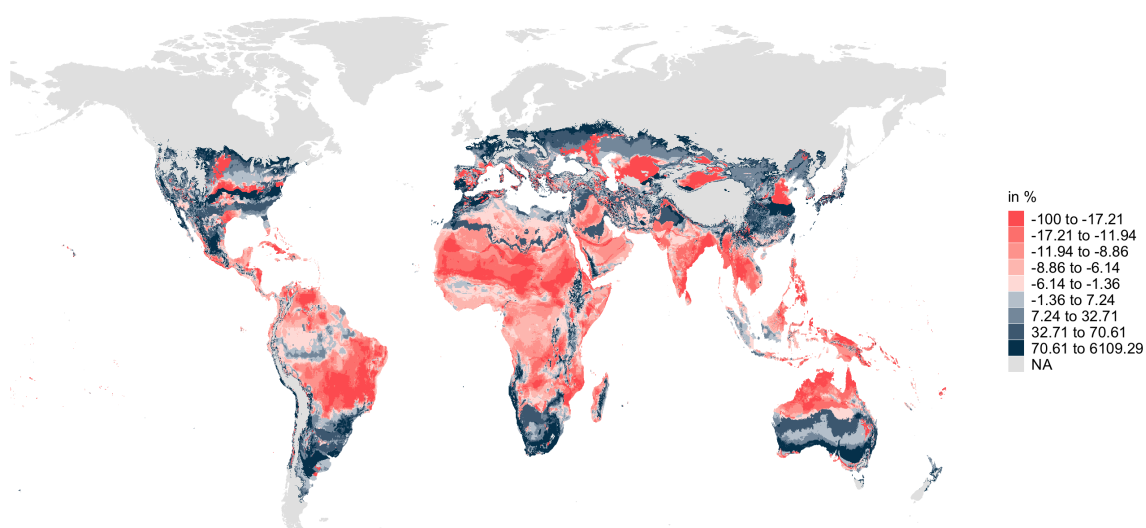 in %
-100 to -17.21
-17.21 to -11.94
-11.94 to -8.86
-8.86 to -6.14
-6.14 to -1.36
-1.36 to 7.24
7.24 to 32.71
32.71 to 70.61
70.61 to 6109.29
NA